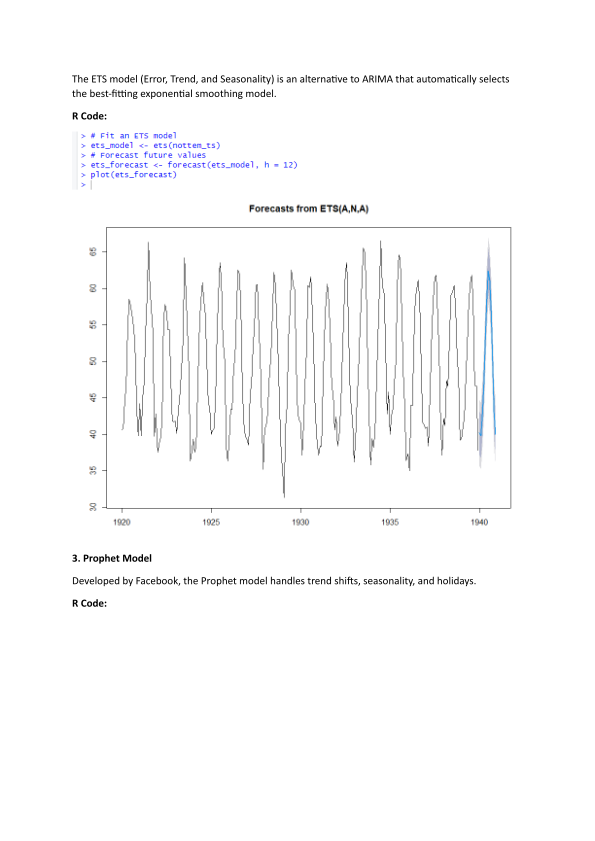 The ETS model (Error, Trend, and Seasonality) is an alternative to ARIMA that automatically selects
the best-fitting exponential smoothing model.
R Code:
> # Fit an ETS model
> ets_model <- ets(nottem_ts)
> # Forecast future values
> ets_forecast <- forecast(ets_model, h = 12)
> plot(ets_forecast)
>
Forecasts from ETS(A,N,A)
65
60
55
50
45
40
35
30
1920 1925 1930 1935 1940
3. Prophet Model
Developed by Facebook, the Prophet model handles trend shifts, seasonality, and holidays.
R Code: